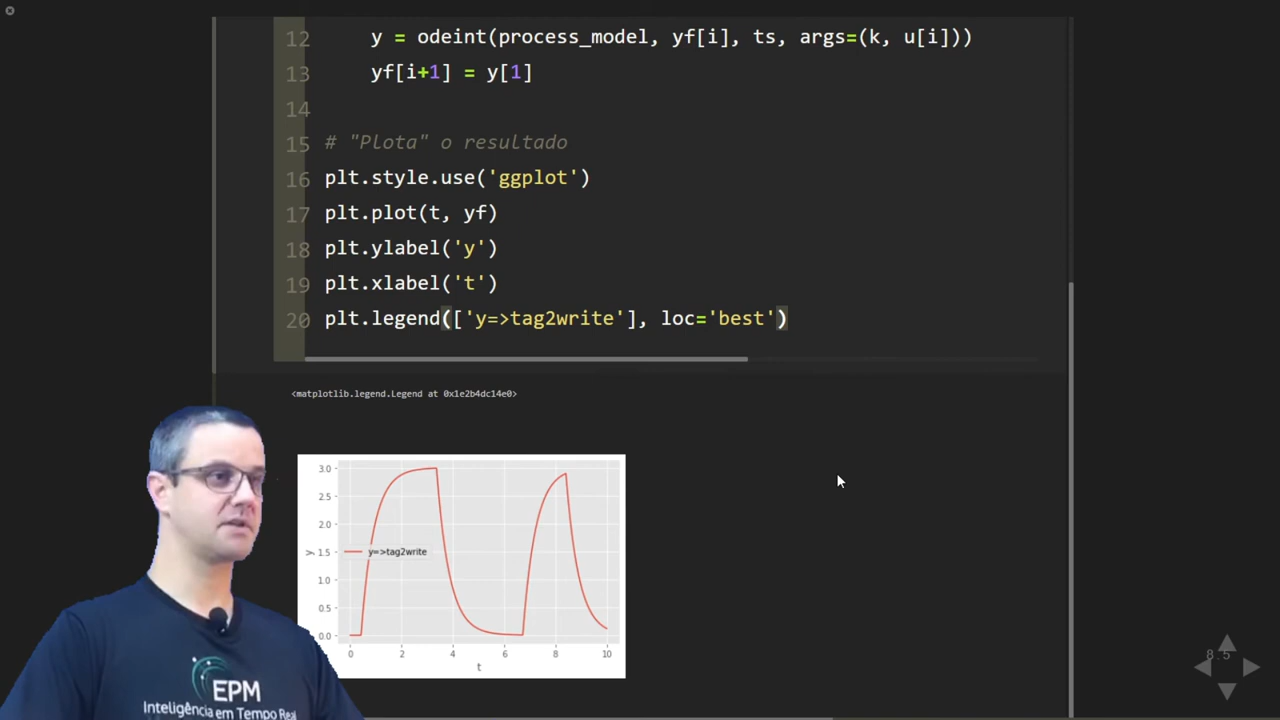 12 y = odeint(process_model, yf[i], ts, args=(k, u[i]))
13 yf[i+1] = y[1]
14
15 # "Plota" o resultado
16 plt.style.use('ggplot')
17 plt.plot(t, yf)
18 plt.ylabel('y')
19 plt.xlabel('t')
20 plt.legend(['y=>tag2write'], loc='best')
<matplotlib.legend.Legend at 0x1e2b4dc14e0>
3.0
2.5
2.0
y 1.5
y=>tag2write
1.0
0.5
0.0
0 2 4 6 8 10
t
8.5
EPM
Inteligência em Tempo Real